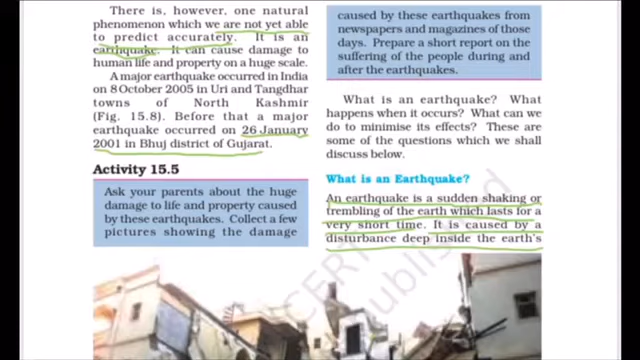 There is, however, one natural
phenomenon which we are not yet able
to predict accurately. It is an
earthquake. It can cause damage to
human life and property on a huge scale.
A major earthquake occurred in India
on 8 October 2005 in Uri and Tangdhar
towns of North Kashmir
(Fig. 15.8). Before that a major
earthquake occurred on 26 January
2001 in Bhuj district of Gujarat.
Activity 15.5
Ask your parents about the huge
damage to life and property caused
by these earthquakes. Collect a few
pictures showing the damage
caused by these earthquakes from
newspapers and magazines of those
days. Prepare a short report on the
suffering of the people during and
after the earthquakes.
What is an earthquake? What
happens when it occurs? What can we
do to minimise its effects? These are
some of the questions which we shall
discuss below.
What is an Earthquake?
An earthquake is a sudden shaking or
trembling of the earth which lasts for a
very short time. It is caused by a
disturbance deep inside the earth's